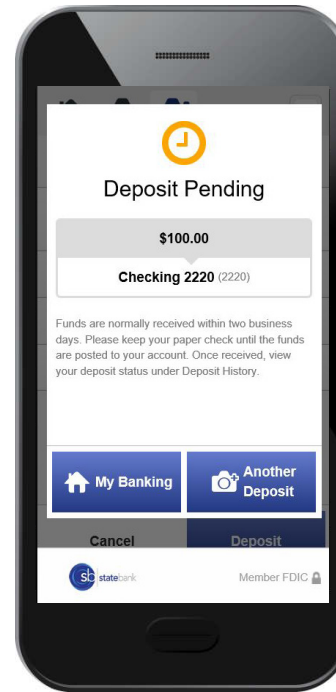 Deposit Pending
$100.00
Checking 2220 (2220)
Funds are normally received within two business
days. Please keep your paper check until the funds
are posted to your account. Once received, view
your deposit status under Deposit History.
My Banking
Another
Deposit
Cancel Deposit
sb statebank Member FDIC